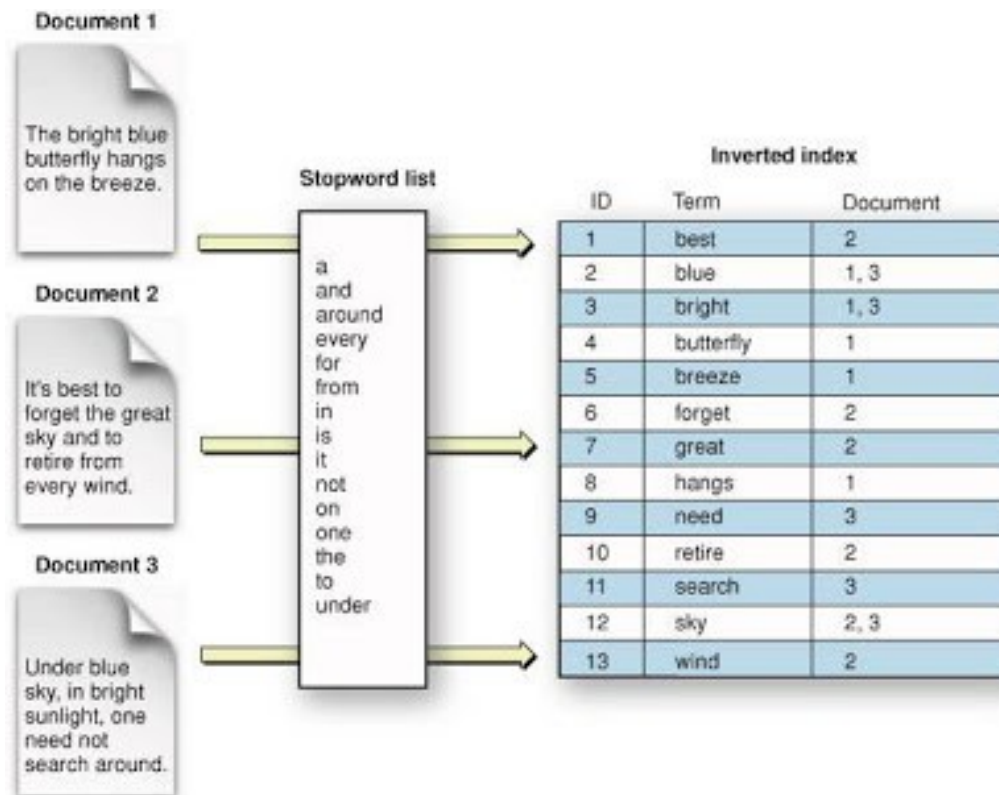 Document 1
The bright blue
butterfly hangs
on the breeze.
Document 2
It's best to
forget the great
sky and to
retire from
every wind.
Document 3
Under blue
sky, in bright
sunlight, one
need not
search around.
Stopword list
a
and
around
every
for
from
in
is
it
not
on
one
the
to
under
Inverted index
ID Term Document
1 best 2
2 blue 1, 3
3 bright 1, 3
4 butterfly 1
5 breeze 1
6 forget 2
7 great 2
8 hangs 1
9 need 3
10 retire 2
11 search 3
12 sky 2, 3
13 wind 2